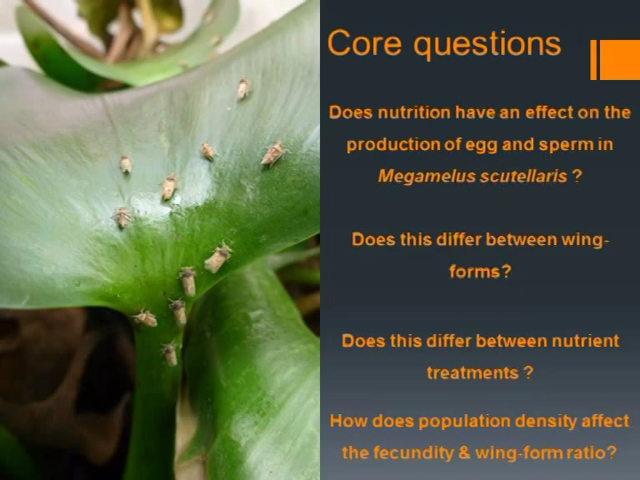 Core questions
Does nutrition have an effect on the
production of egg and sperm in
Megamelus scutellaris ?
Does this differ between wing-
forms?
Does this differ between nutrient
treatments ?
How does population density affect
the fecundity & wing-form ratio?